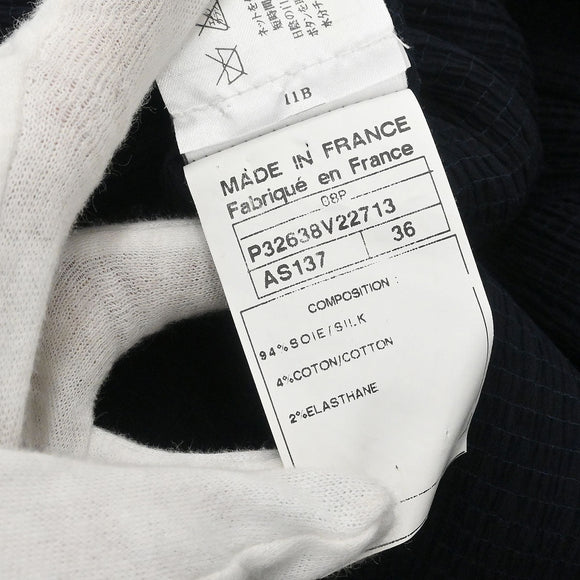 11B
MADE IN FRANCE
Fabriqué en France
08P
P32638V22713
AS137 36
COMPOSITION :
94%SOIE/SILK
4%COTON/COTTON
2%ELASTHANE